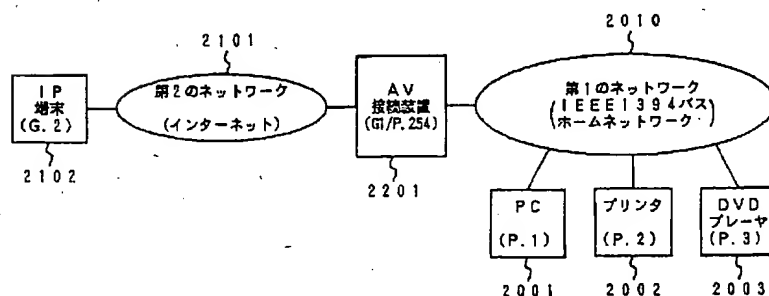 2101
2010
IP
端末
(G.2)
第2のネットワーク
(インターネット)
AV
接続装置
(G1/P.254)
第1のネットワーク
(IEEE1394バス
ホームネットワーク)
2102
2201
PC
(P.1)
プリンタ
(P.2)
DVD
プレーヤ
(P.3)
2001
2002
2003